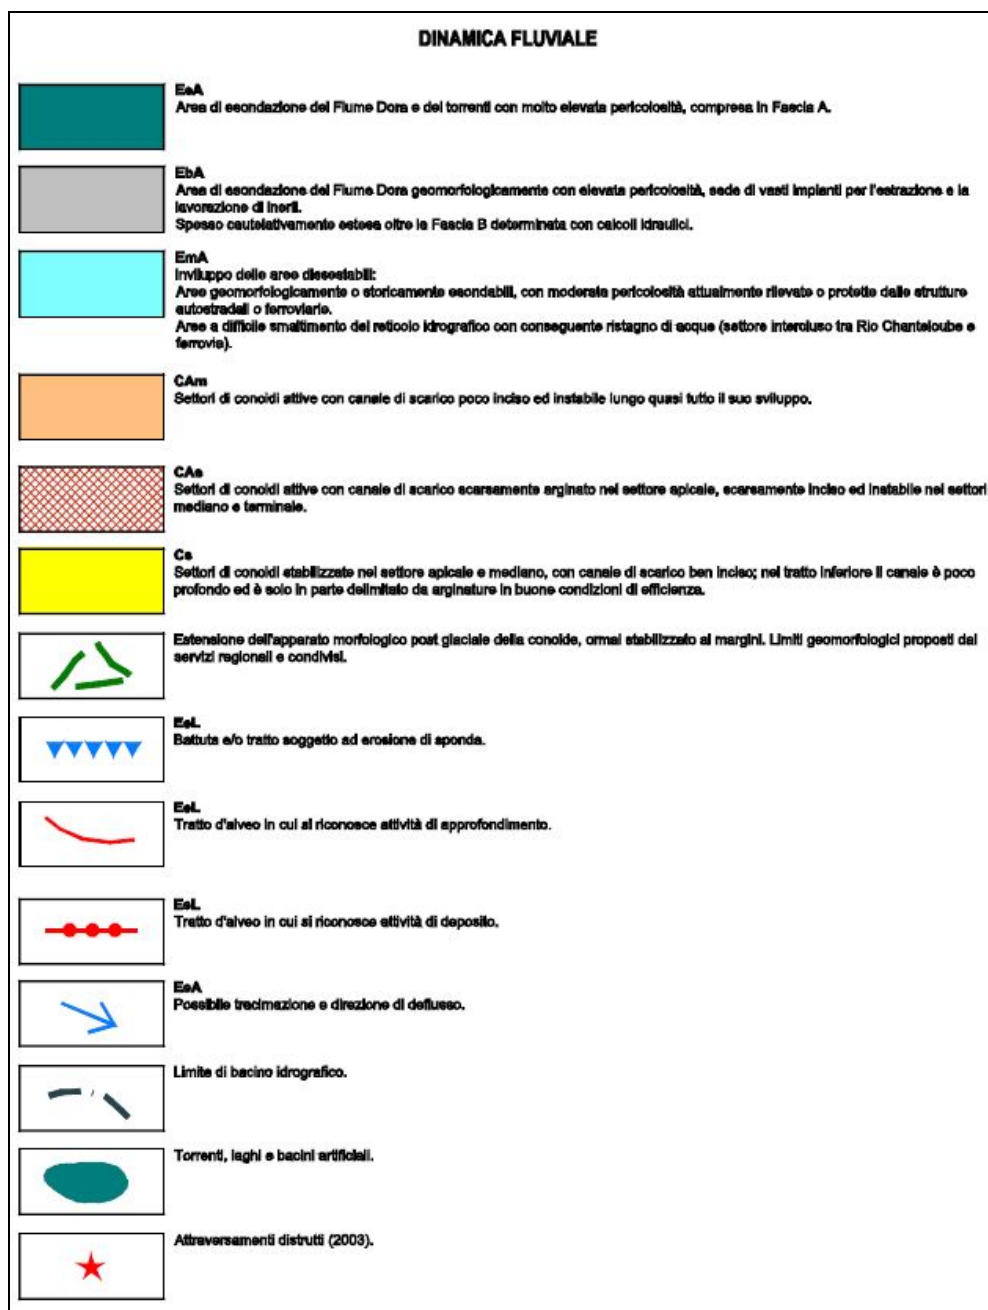 DINAMICA FLUVIALE
EeA
Area di esondazione del Fiume Dora e dei torrenti con molto elevata pericolosità, compresa in Fascia A.
EbA
Area di esondazione del Fiume Dora geomorfologicamente con elevata pericolosità, sede di vasti impianti per l'estrazione e la
lavorazione di inerti.
Spesso cautelativamente estesa oltre la Fascia B determinata con calcoli idraulici.
EmA
Inviluppo delle aree dissestabili:
Aree geomorfologicamente o storicamente esondabili, con moderata pericolosità attualmente rilevate o protette dalle strutture
autostradali o ferroviarie.
Aree a difficile smaltimento del reticolo idrografico con conseguente ristagno di acque (settore intercluso tra Rio Chanteloube e
ferrovia).
CAm
Settori di conoidi attive con canale di scarico poco inciso ed instabile lungo quasi tutto il suo sviluppo.
CAe
Settori di conoidi attive con canale di scarico scarsamente arginato nel settore apicale, scarsamente inciso ed instabile nei settori
mediano e terminale.
Cs
Settori di conoidi stabilizzate nel settore apicale e mediano, con canale di scarico ben inciso; nel tratto inferiore il canale è poco
profondo ed è solo in parte delimitato da arginature in buone condizioni di efficienza.
Estensione dell'apparato morfologico post glaciale della conoide, ormai stabilizzato ai margini. Limiti geomorfologici proposti dai
servizi regionali e condivisi.
EeL
Battuta e/o tratto soggetto ad erosione di sponda.
EeL
Tratto d'alveo in cui si riconosce attività di approfondimento.
EeL
Tratto d'alveo in cui si riconosce attività di deposito.
EeA
Possibile tracimazione e direzione di deflusso.
Limite di bacino idrografico.
Torrenti, laghi e bacini artificiali.
Attraversamenti distrutti (2003).